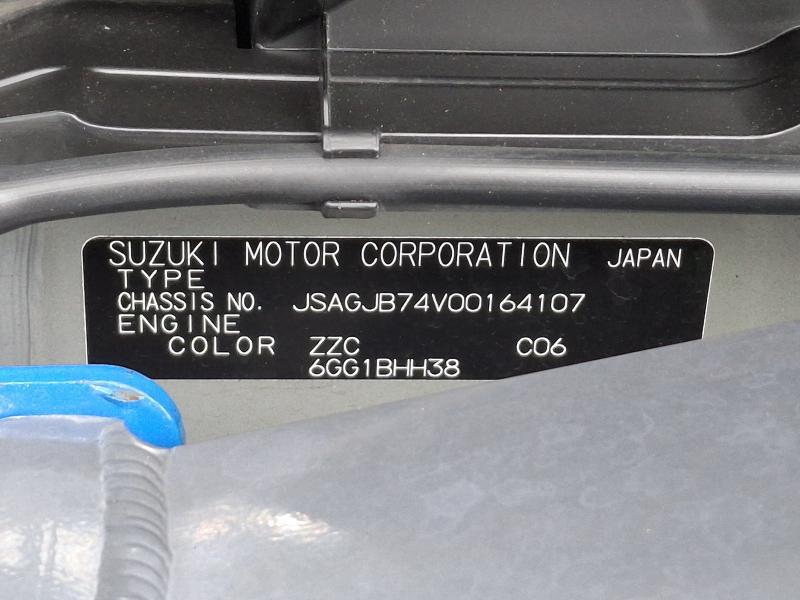 SUZUKI MOTOR CORPORATION JAPAN
TYPE
CHASSIS NO. JSAGJB74V00164107
ENGINE
COLOR ZZC C06
6GG1BHH38